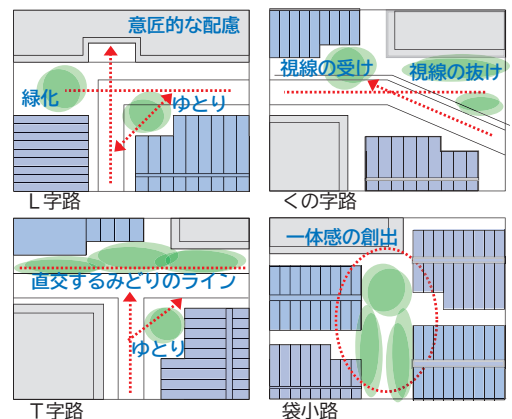 意匠的な配慮
緑化
ゆとり
L字路
視線の受け
視線の抜け
くの字路
直交するみどりのライン
ゆとり
T字路
一体感の創出
袋小路